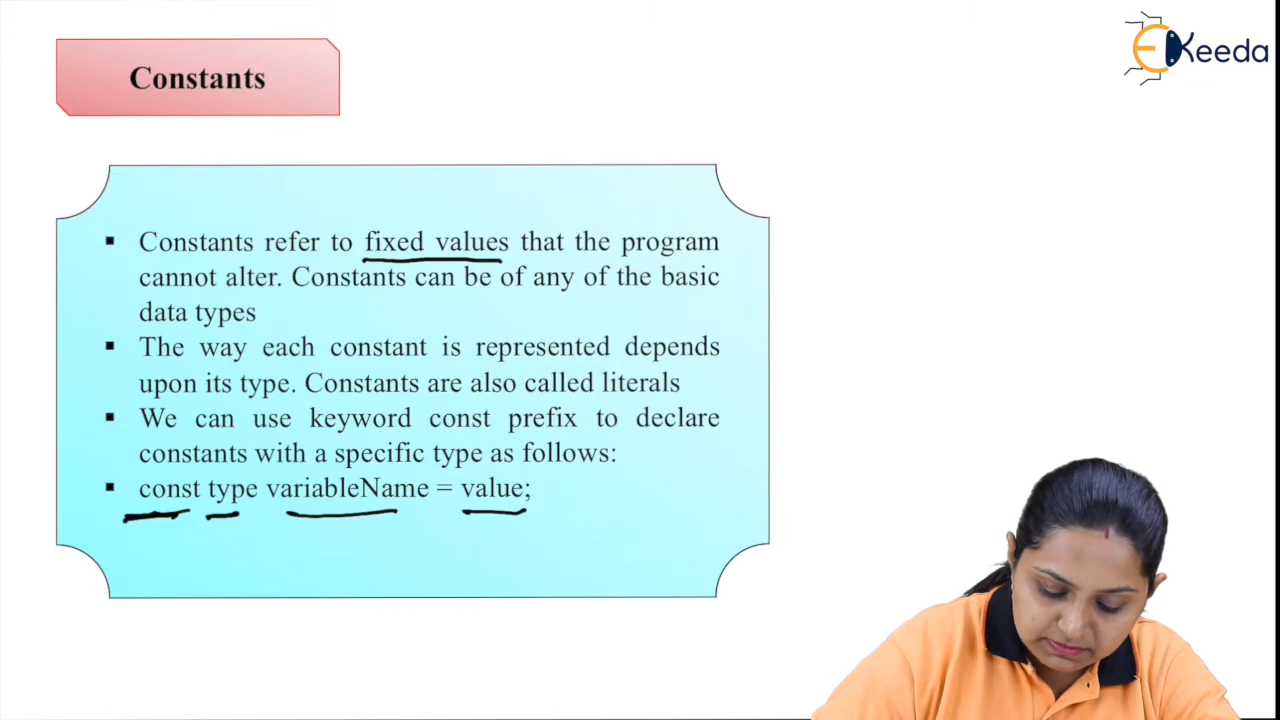 Constants
EKeeda
▪ Constants refer to fixed values that the program
cannot alter. Constants can be of any of the basic
data types
▪ The way each constant is represented depends
upon its type. Constants are also called literals
▪ We can use keyword const prefix to declare
constants with a specific type as follows:
▪ const type variableName = value;